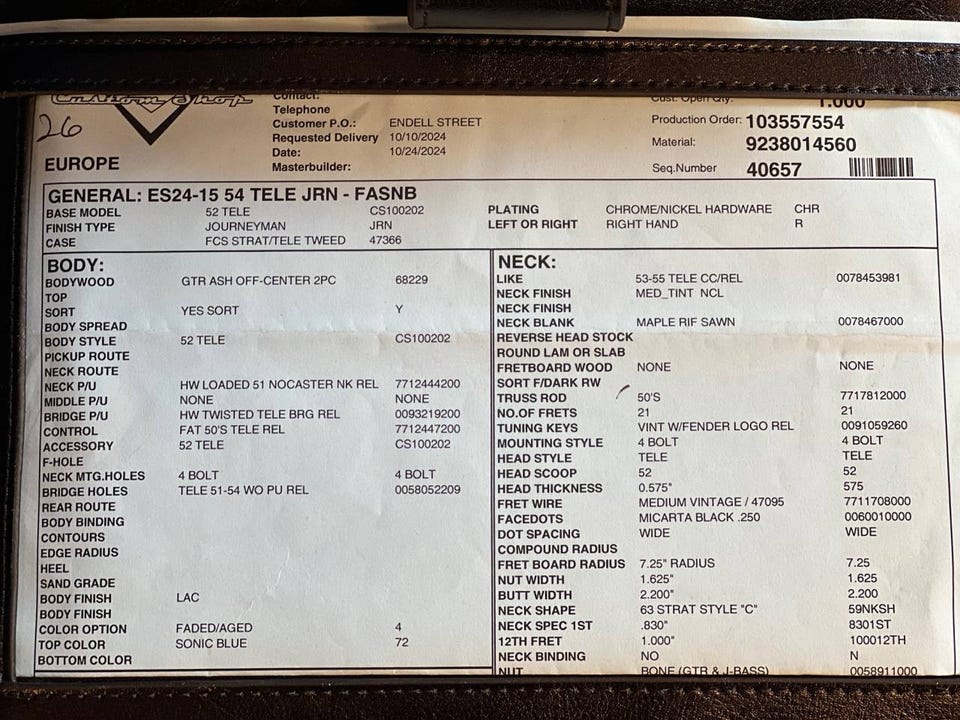 Custom Shop
26
EUROPE
Contact:
Telephone
Customer P.O.: ENDELL STREET
Requested Delivery 10/10/2024
Date: 10/24/2024
Masterbuilder:
Cust. Open Qty: 1.000
Production Order: 103557554
Material: 9238014560
Seq.Number 40657
GENERAL: ES24-15 54 TELE JRN - FASNB
BASE MODEL 52 TELE CS100202
FINISH TYPE JOURNEYMAN JRN
CASE FCS STRAT/TELE TWEED 47366
PLATING CHROME/NICKEL HARDWARE CHR
LEFT OR RIGHT RIGHT HAND R
BODY:
BODYWOOD GTR ASH OFF-CENTER 2PC 68229
TOP
SORT YES SORT Y
BODY SPREAD
BODY STYLE 52 TELE CS100202
PICKUP ROUTE
NECK ROUTE
NECK P/U HW LOADED 51 NOCASTER NK REL 7712444200
MIDDLE P/U NONE NONE
BRIDGE P/U HW TWISTED TELE BRG REL 0093219200
CONTROL FAT 50'S TELE REL 7712447200
ACCESSORY 52 TELE CS100202
F-HOLE
NECK MTG.HOLES 4 BOLT 4 BOLT
BRIDGE HOLES TELE 51-54 WO PU REL 0058052209
REAR ROUTE
BODY BINDING
CONTOURS
EDGE RADIUS
HEEL
SAND GRADE
BODY FINISH LAC
BODY FINISH
COLOR OPTION FADED/AGED 4
TOP COLOR SONIC BLUE 72
BOTTOM COLOR
NECK:
LIKE 53-55 TELE CC/REL 0078453981
NECK FINISH MED_TINT NCL
NECK FINISH
NECK BLANK MAPLE RIF SAWN 0078467000
REVERSE HEAD STOCK
ROUND LAM OR SLAB
FRETBOARD WOOD NONE NONE
SORT F/DARK RW
TRUSS ROD 50'S 7717812000
NO.OF FRETS 21 21
TUNING KEYS VINT W/FENDER LOGO REL 0091059260
MOUNTING STYLE 4 BOLT 4 BOLT
HEAD STYLE TELE TELE
HEAD SCOOP 52 52
HEAD THICKNESS 0.575" 575
FRET WIRE MEDIUM VINTAGE / 47095 7711708000
FACEDOTS MICARTA BLACK .250 0060010000
DOT SPACING WIDE WIDE
COMPOUND RADIUS
FRET BOARD RADIUS 7.25" RADIUS 7.25
NUT WIDTH 1.625" 1.625
BUTT WIDTH 2.200" 2.200
NECK SHAPE 63 STRAT STYLE "C" 59NKSH
NECK SPEC 1ST .830" 8301ST
12TH FRET 1.000" 100012TH
NECK BINDING NO N
NUT BONE (GTR & J-BASS) 0058911000